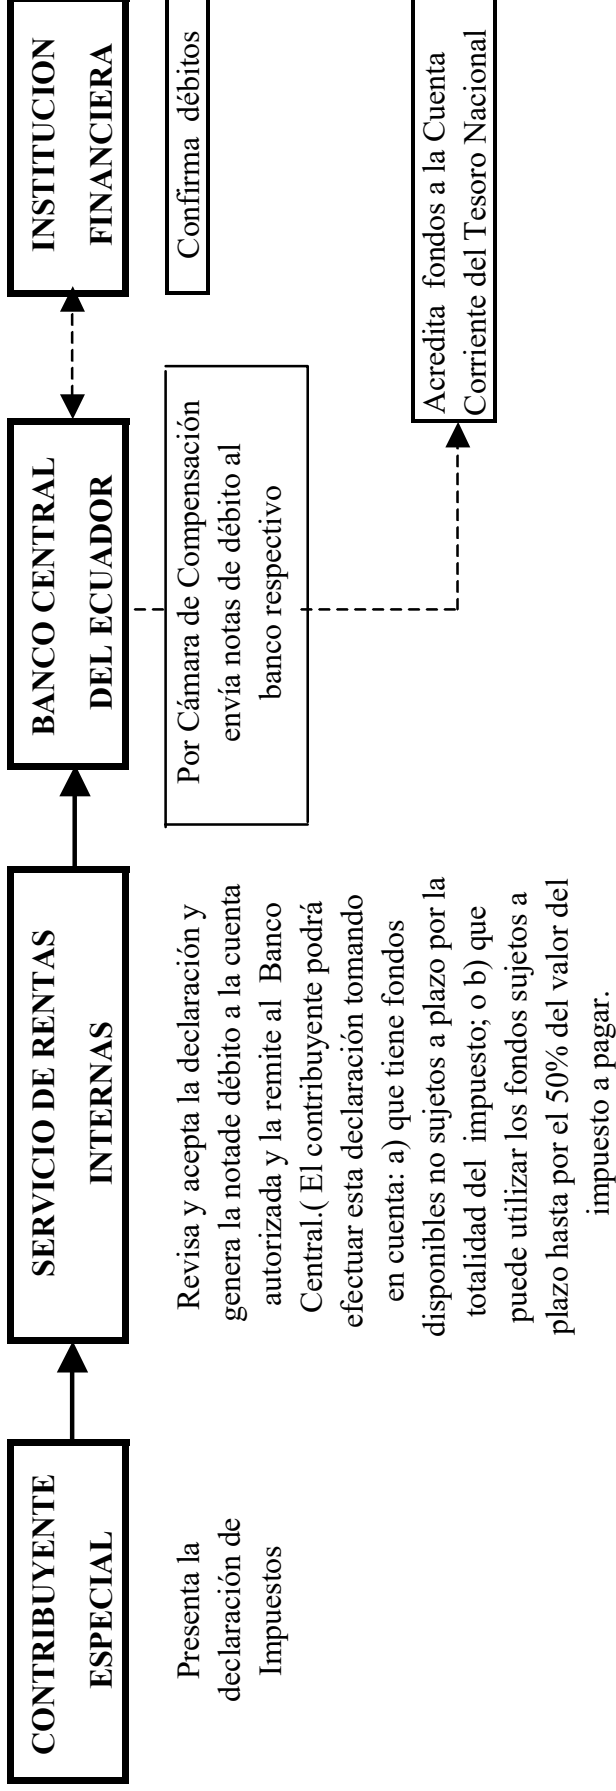 CONTRIBUYENTE
ESPECIAL
Presenta la
declaración de
Impuestos
SERVICIO DE RENTAS
INTERNAS
Revisa y acepta la declaración y
genera la notade débito a la cuenta
autorizada y la remite al Banco
Central.( El contribuyente podrá
efectuar esta declaración tomando
en cuenta: a) que tiene fondos
disponibles no sujetos a plazo por la
totalidad del impuesto; o b) que
puede utilizar los fondos sujetos a
plazo hasta por el 50% del valor del
impuesto a pagar.
BANCO CENTRAL
DEL ECUADOR
Por Cámara de Compensación
envía notas de débito al
banco respectivo
INSTITUCION
FINANCIERA
Confirma débitos
Acredita fondos a la Cuenta
Corriente del Tesoro Nacional